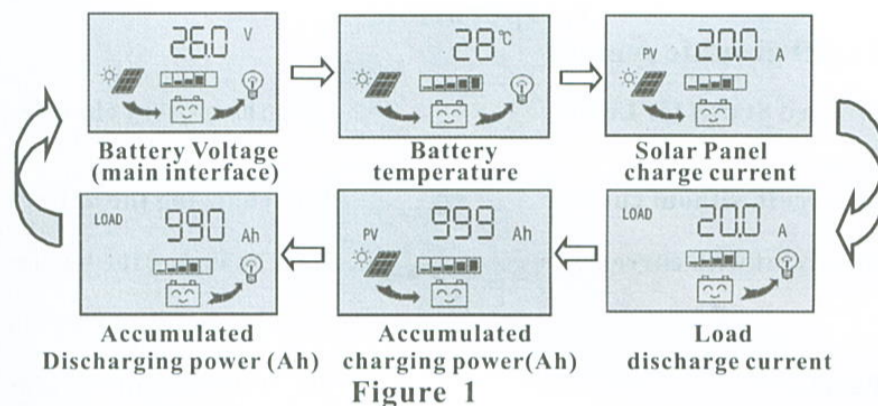 26.0 V
28 ℃
PV 20.0 A
Battery Voltage
(main interface)
Battery
temperature
Solar Panel
charge current
LOAD 990 Ah
PV 999 Ah
LOAD 20.0 A
Accumulated
Discharging power (Ah)
Accumulated
charging power(Ah)
Load
discharge current
Figure 1